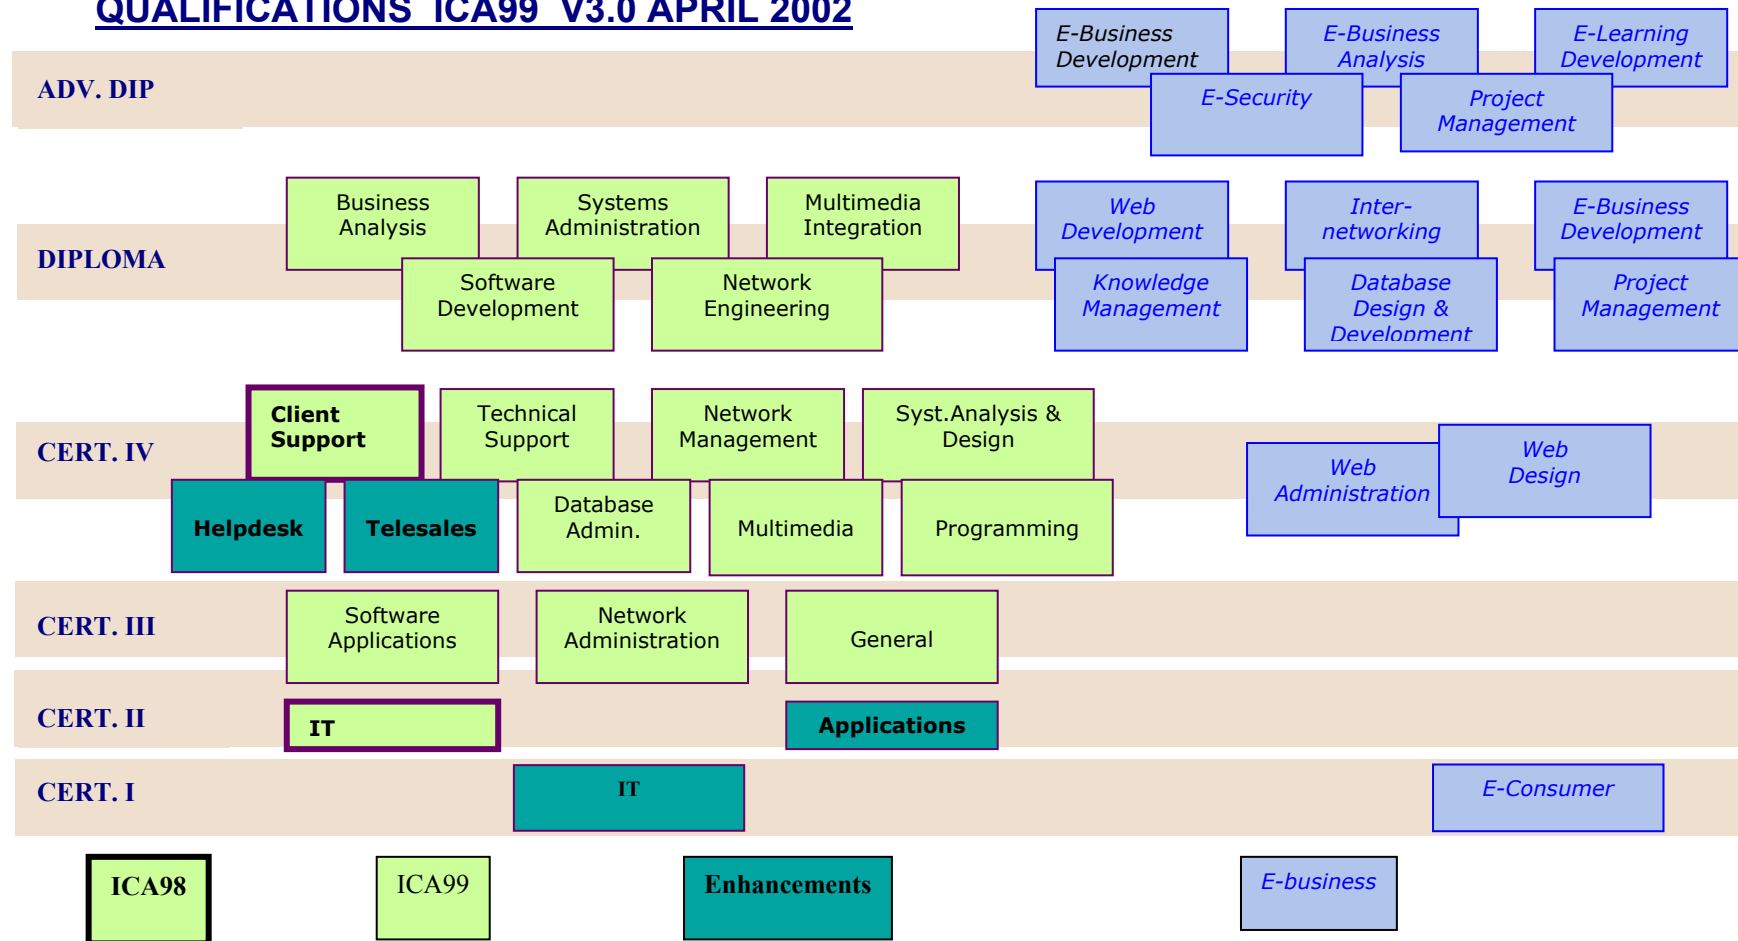 QUALIFICATIONS ICA99 V3.0 APRIL 2002
ADV. DIP
E-Business
Development
E-Business
Analysis
E-Learning
Development
E-Security
Project
Management
DIPLOMA
Business
Analysis
Systems
Administration
Multimedia
Integration
Web
Development
Inter-
networking
E-Business
Development
Software
Development
Network
Engineering
Knowledge
Management
Database
Design &
Development
Project
Management
CERT. IV
Client
Support
Technical
Support
Network
Management
Syst.Analysis &
Design
Web
Administration
Web
Design
Helpdesk
Telesales
Database
Admin.
Multimedia
Programming
CERT. III
Software
Applications
Network
Administration
General
CERT. II
IT
Applications
CERT. I
IT
E-Consumer
ICA98
ICA99
Enhancements
E-business